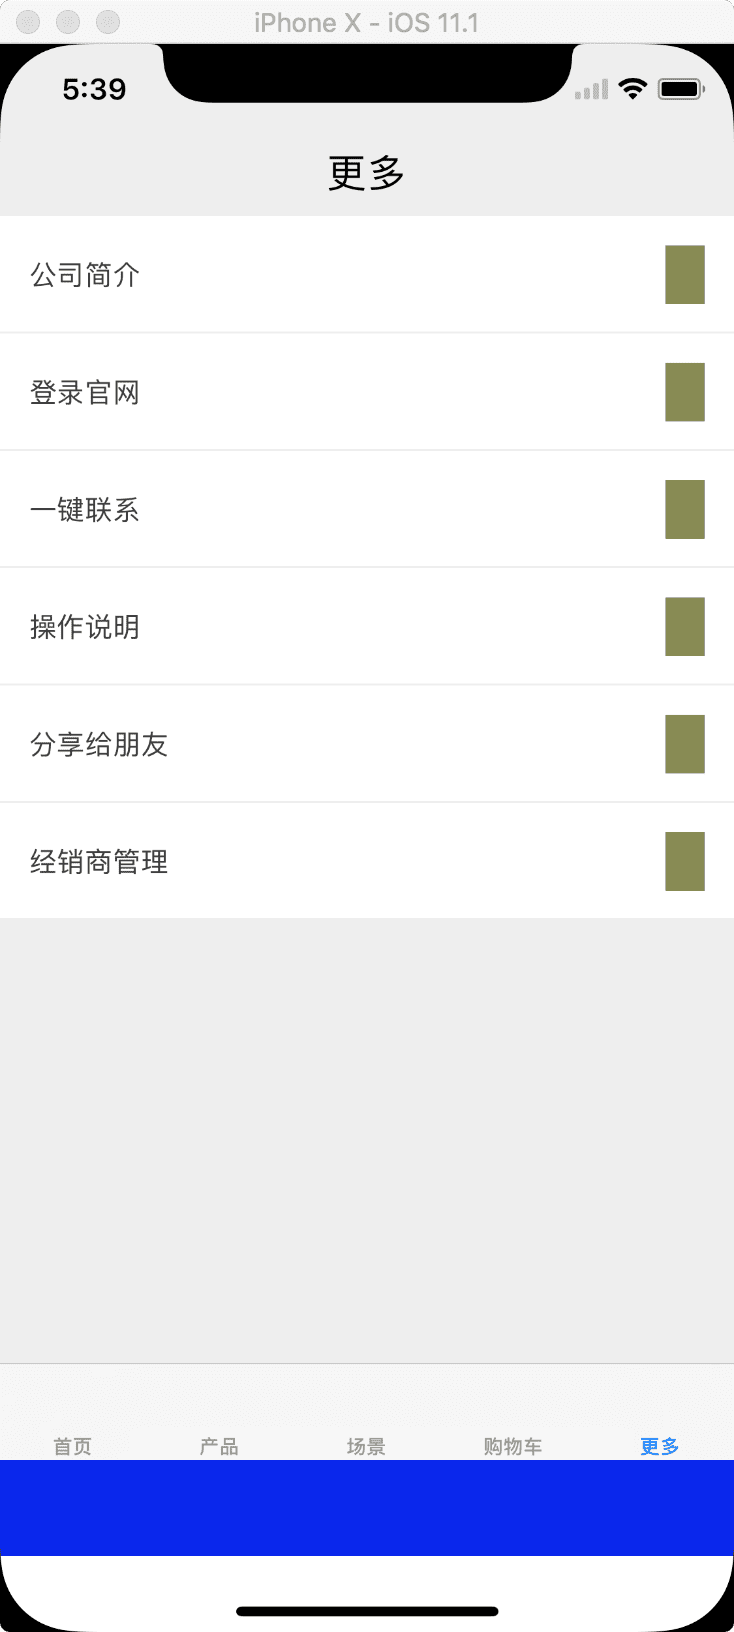 iPhone X - iOS 11.1
5:39
更多
公司简介
登录官网
一键联系
操作说明
分享给朋友
经销商管理
首页 产品 场景 购物车 更多